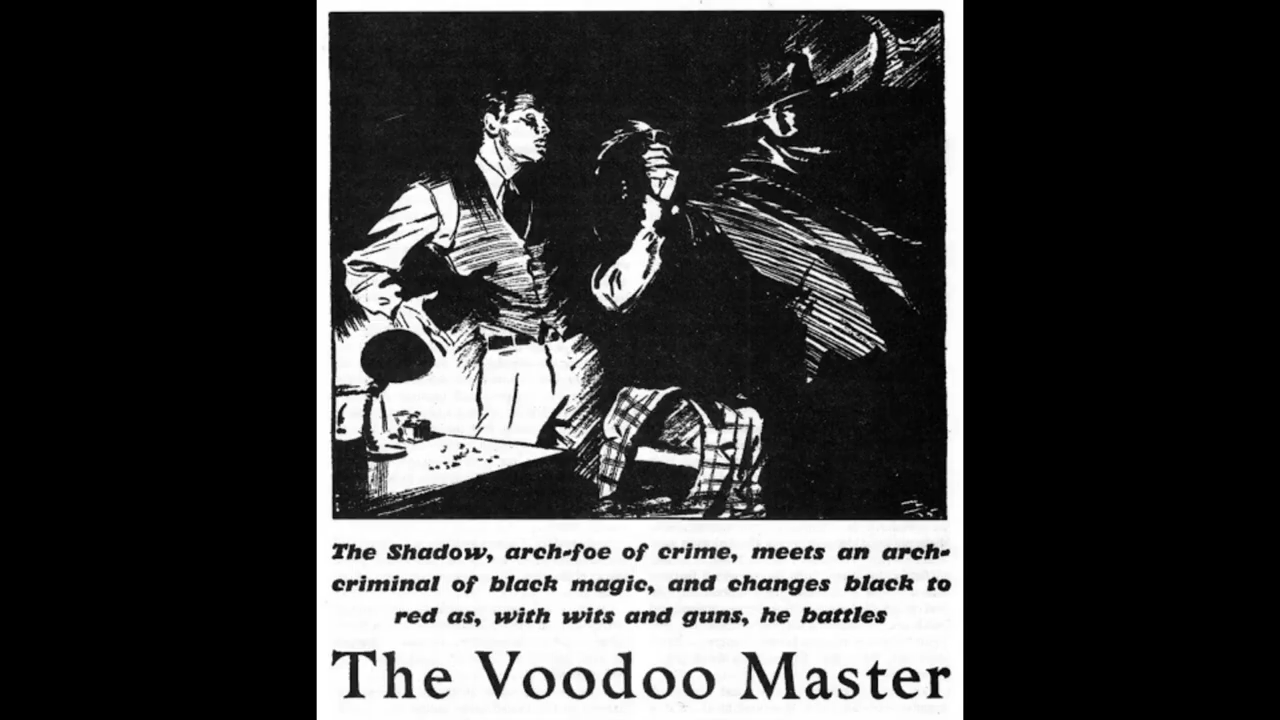 The Shadow, arch-foe of crime, meets an arch-
criminal of black magic, and changes black to
red as, with wits and guns, he battles
The Voodoo Master